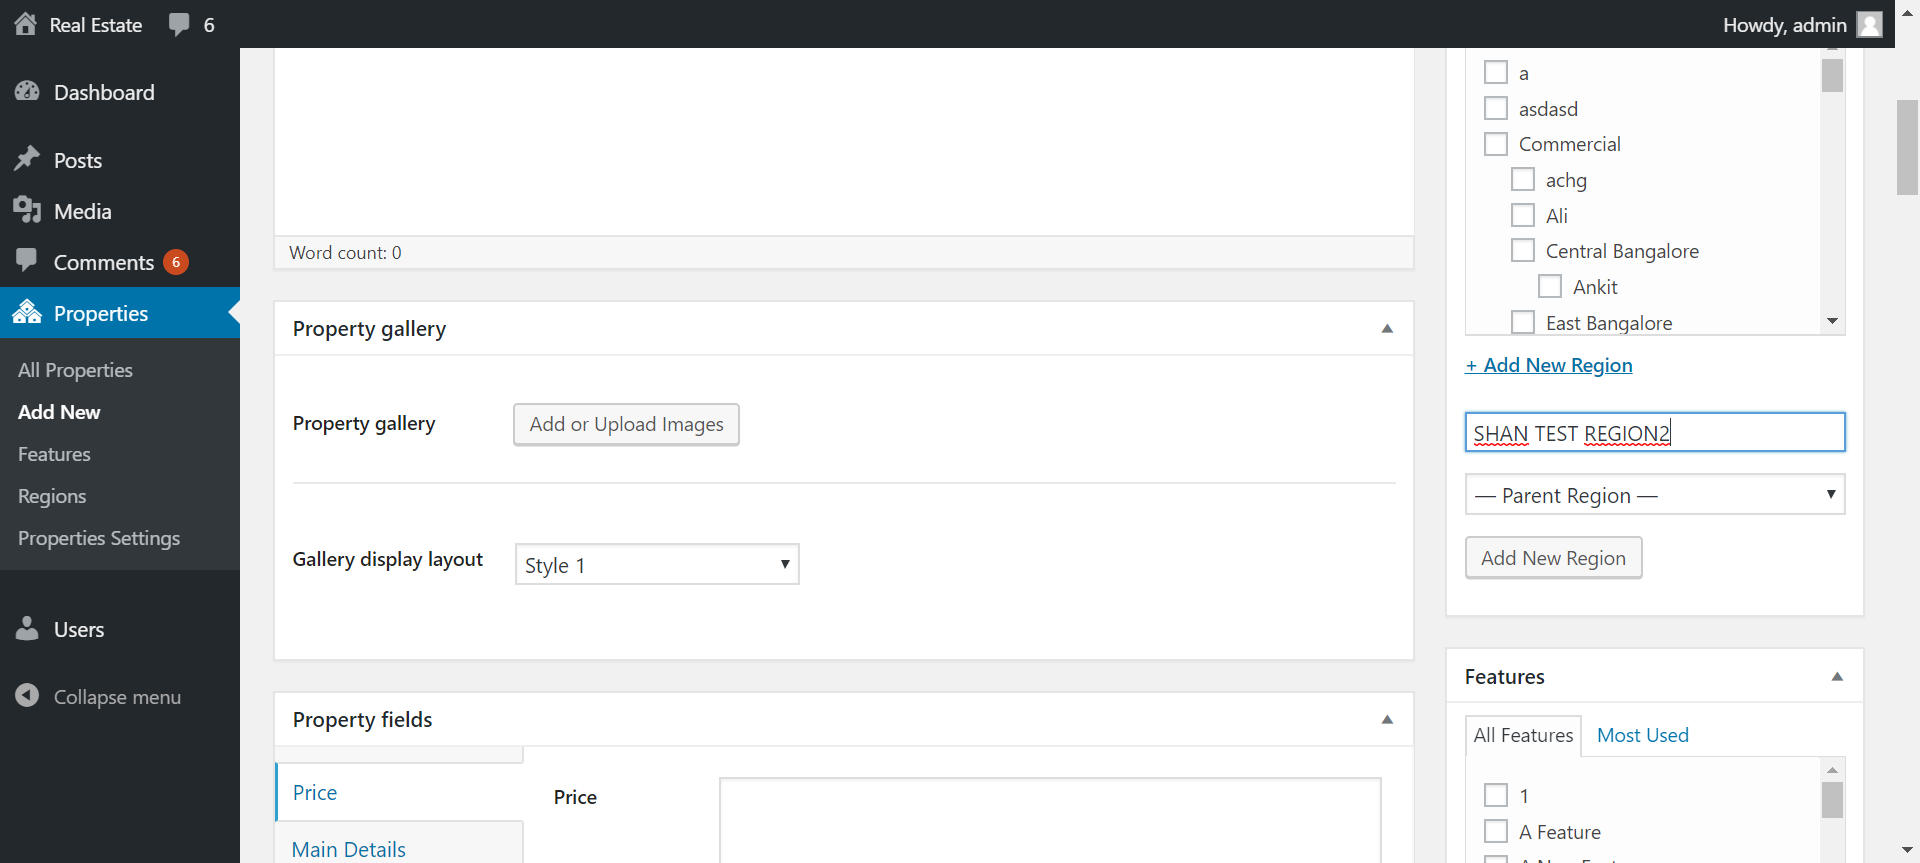 Real Estate 6 Howdy, admin
Dashboard
Posts
Media
Comments 6
Properties
All Properties
Add New
Features
Regions
Properties Settings
Users
Collapse menu
Word count: 0
Property gallery
Property gallery Add or Upload Images
Gallery display layout Style 1
Property fields
Price
Main Details
Price
a
asdasd
Commercial
achg
Ali
Central Bangalore
Ankit
East Bangalore
+ Add New Region
SHAN TEST REGION2
— Parent Region —
Add New Region
Features
All Features Most Used
1
A Feature